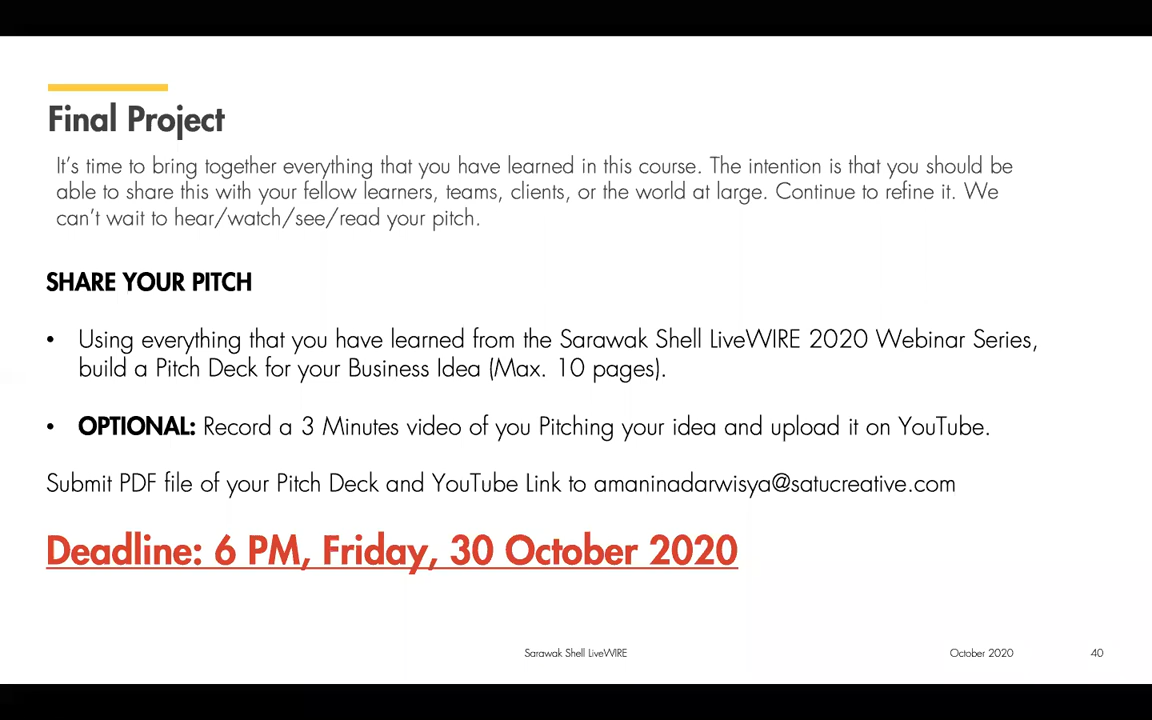 Final Project
It's time to bring together everything that you have learned in this course. The intention is that you should be
able to share this with your fellow learners, teams, clients, or the world at large. Continue to refine it. We
can't wait to hear/watch/see/read your pitch.
SHARE YOUR PITCH
• Using everything that you have learned from the Sarawak Shell LiveWIRE 2020 Webinar Series,
build a Pitch Deck for your Business Idea (Max. 10 pages).
• OPTIONAL: Record a 3 Minutes video of you Pitching your idea and upload it on YouTube.
Submit PDF file of your Pitch Deck and YouTube Link to amaninadarwisya@satucreative.com
Deadline: 6 PM, Friday, 30 October 2020
Sarawak Shell LiveWIRE October 2020 40